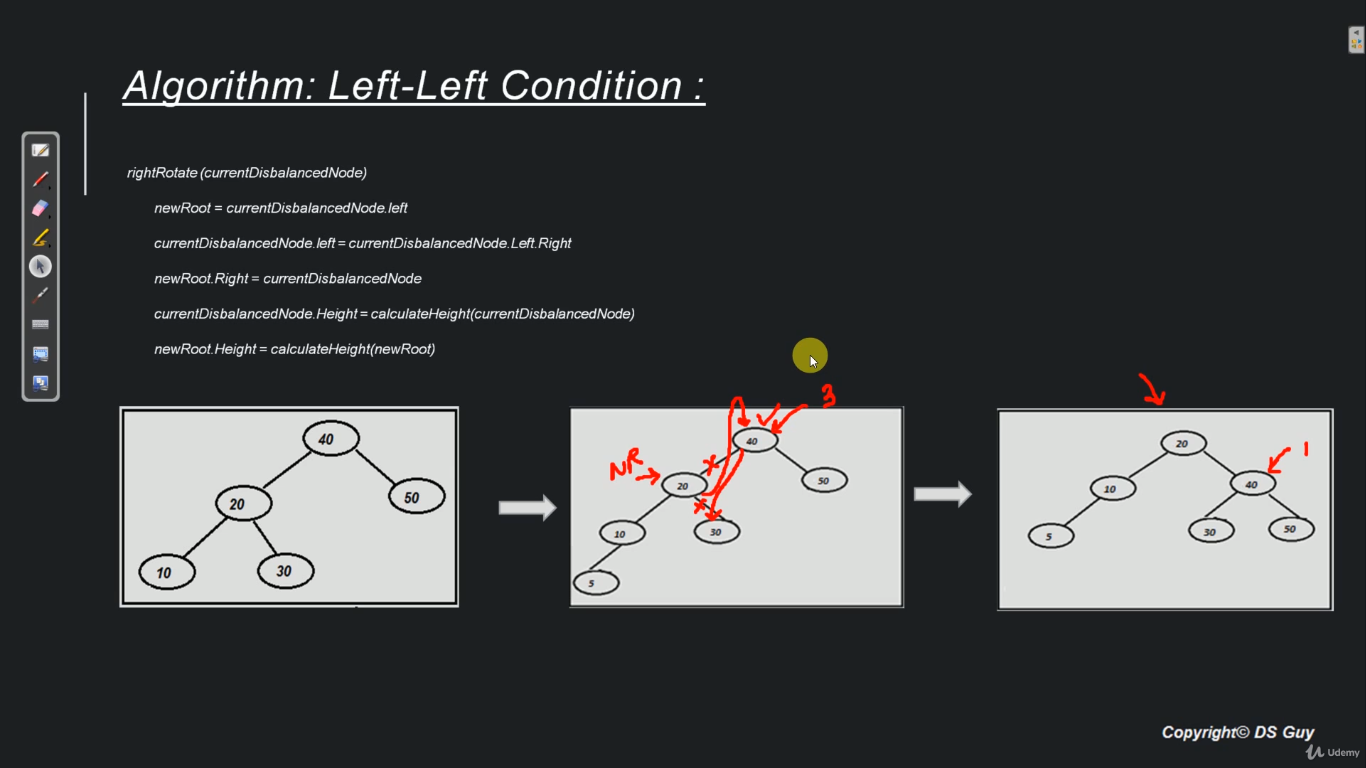 Algorithm: Left-Left Condition :
rightRotate (currentDisbalancedNode)
newRoot = currentDisbalancedNode.left
currentDisbalancedNode.left = currentDisbalancedNode.Left.Right
newRoot.Right = currentDisbalancedNode
currentDisbalancedNode.Height = calculateHeight(currentDisbalancedNode)
newRoot.Height = calculateHeight(newRoot)
40
20
50
10
30
3
40
NR
20
50
10
30
5
20
1
10
40
5
30
50
Copyright© DS Guy
Udemy